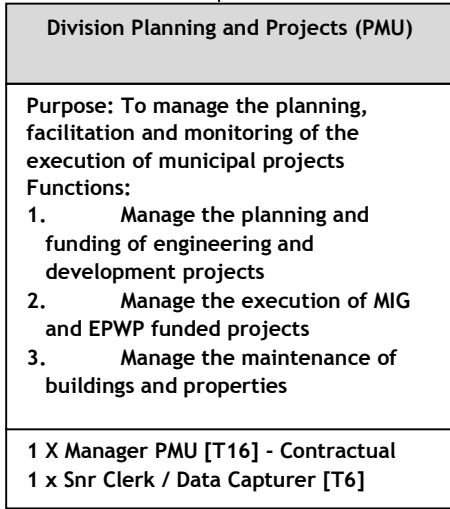 Division Planning and Projects (PMU)
Purpose: To manage the planning,
facilitation and monitoring of the
execution of municipal projects
Functions:
1. Manage the planning and
funding of engineering and
development projects
2. Manage the execution of MIG
and EPWP funded projects
3. Manage the maintenance of
buildings and properties
1 X Manager PMU [T16] - Contractual
1 x Snr Clerk / Data Capturer [T6]